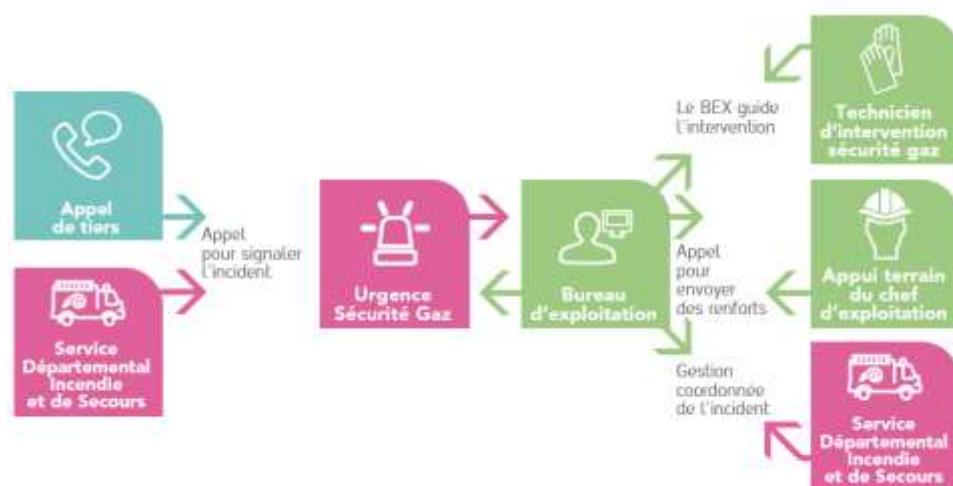 Appel
de tiers
Service
Départemental
Incendie
et de Secours
Appel
pour signaler
l'incident
Urgence
Sécurité Gaz
Bureau
d'exploitation
Le BEX guide
l'intervention
Appel
pour
envoyer
des renforts
Gestion
coordonnée
de l'incident
Technicien
d'intervention
sécurité gaz
Appui terrain
du chef
d'exploitation
Service
Départemental
Incendie
et de Secours